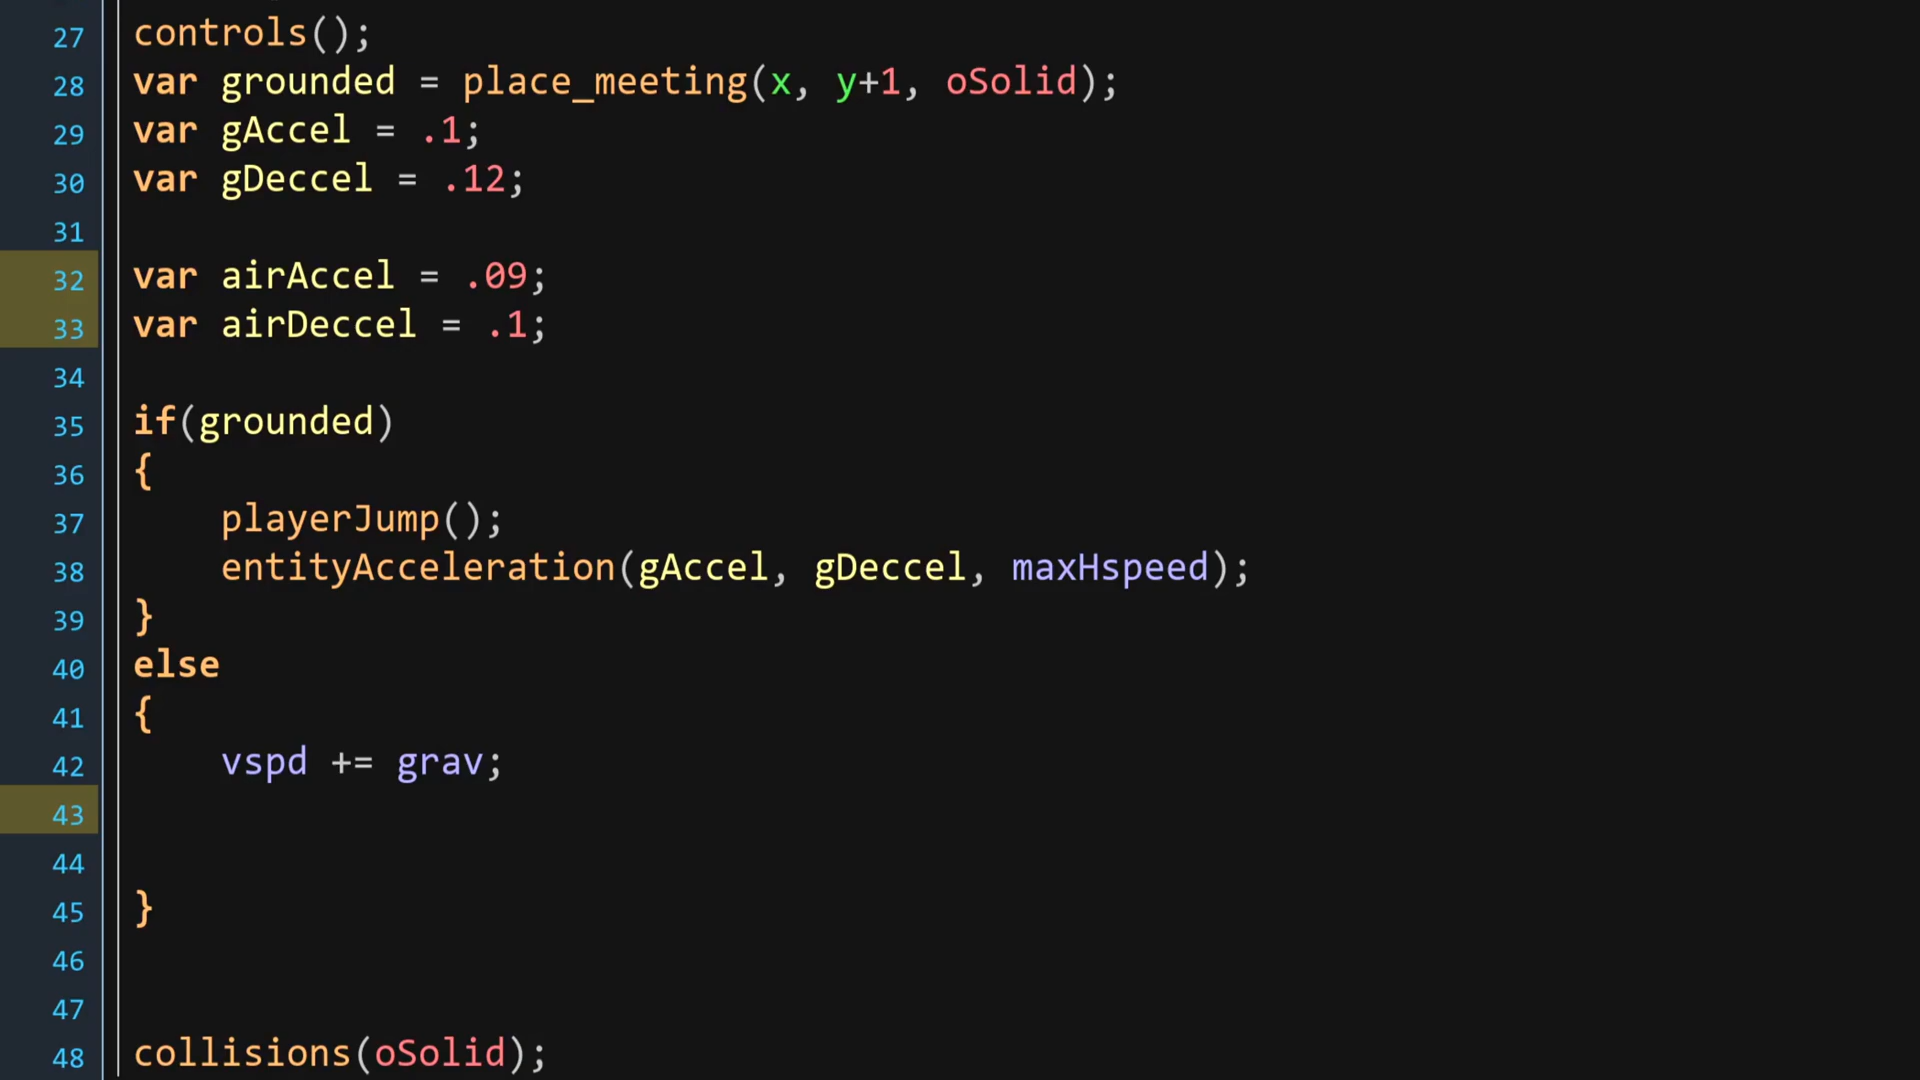 27 controls();
28 var grounded = place_meeting(x, y+1, oSolid);
29 var gAccel = .1;
30 var gDeccel = .12;
31
32 var airAccel = .09;
33 var airDeccel = .1;
34
35 if(grounded)
36 {
37 playerJump();
38 entityAcceleration(gAccel, gDeccel, maxHspeed);
39 }
40 else
41 {
42 vspd += grav;
43
44
45 }
46
47
48 collisions(oSolid);